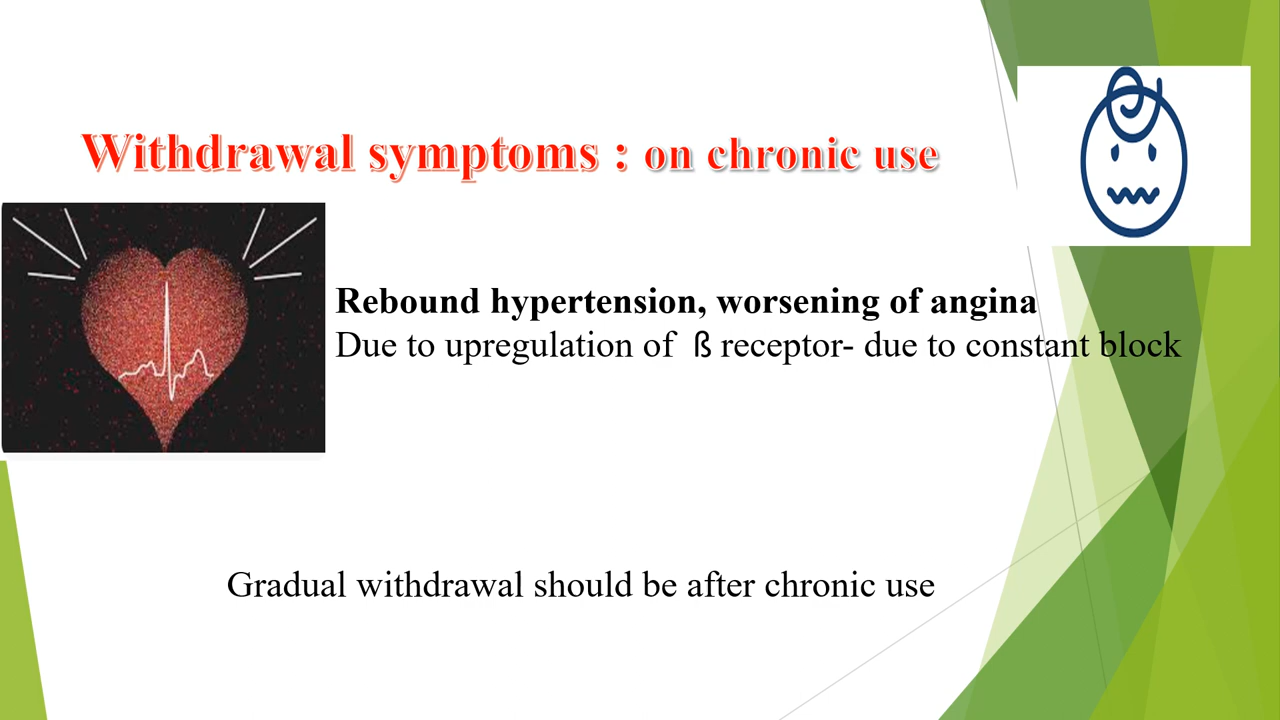 Withdrawal symptoms : on chronic use
Rebound hypertension, worsening of angina
Due to upregulation of ß receptor- due to constant block
Gradual withdrawal should be after chronic use